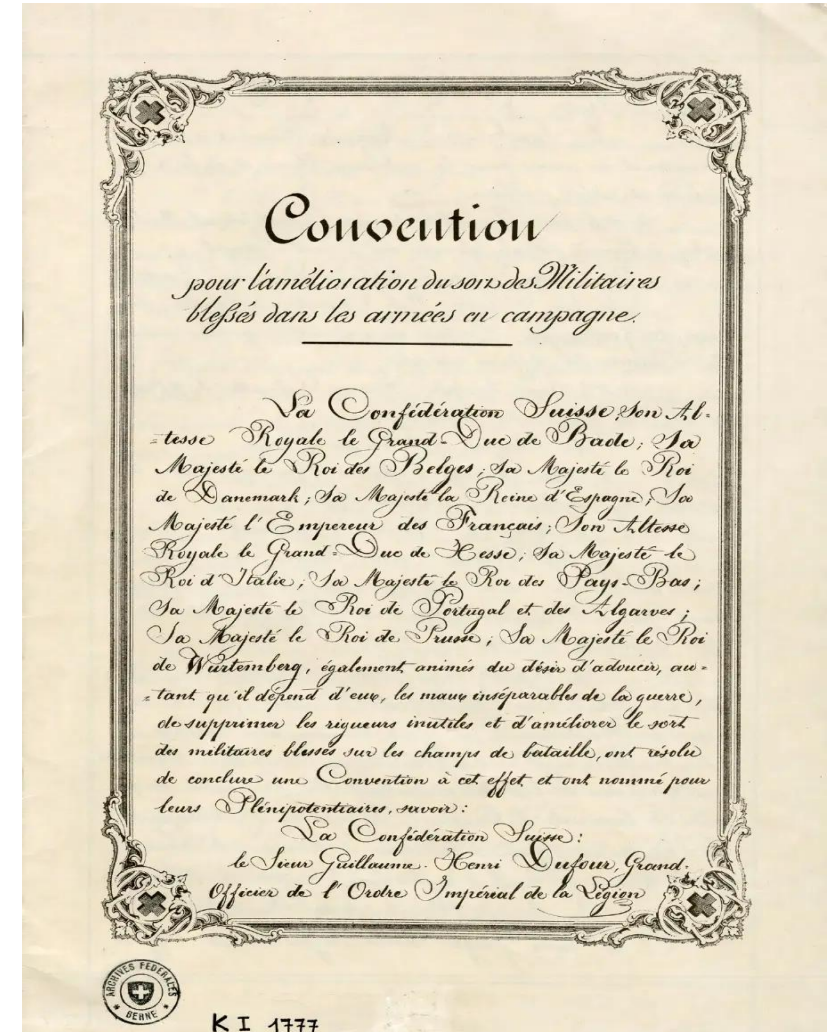 Convention
pour l'amélioration du sort des Militaires
blessés dans les armées en campagne.
La Confédération Suisse; Son Al-
-tesse Royale le Grand-Duc de Bade; Sa
Majesté le Roi des Belges; Sa Majesté le Roi
de Danemark; Sa Majesté la Reine d'Espagne; Sa
Majesté l'Empereur des Français; Son Altesse
Royale le Grand-Duc de Hesse; Sa Majesté le
Roi d'Italie; Sa Majesté le Roi des Pays-Bas;
Sa Majesté le Roi de Portugal et des Algarves;
Sa Majesté le Roi de Prusse; Sa Majesté le Roi
de Wurtemberg, également animés du désir d'adoucir, au-
-tant qu'il dépend d'eux, les maux inséparables de la guerre,
de supprimer les rigueurs inutiles et d'améliorer le sort
des militaires blessés sur les champs de bataille, ont résolu
de conclure une Convention à cet effet et ont nommé pour
leurs Plénipotentiaires, savoir:
La Confédération Suisse:
le Sieur Guillaume-Henri Dufour, Grand-
Officier de l'Ordre Impérial de la Légion
ARCHIVES FEDERALES
BERNE
K I 1777